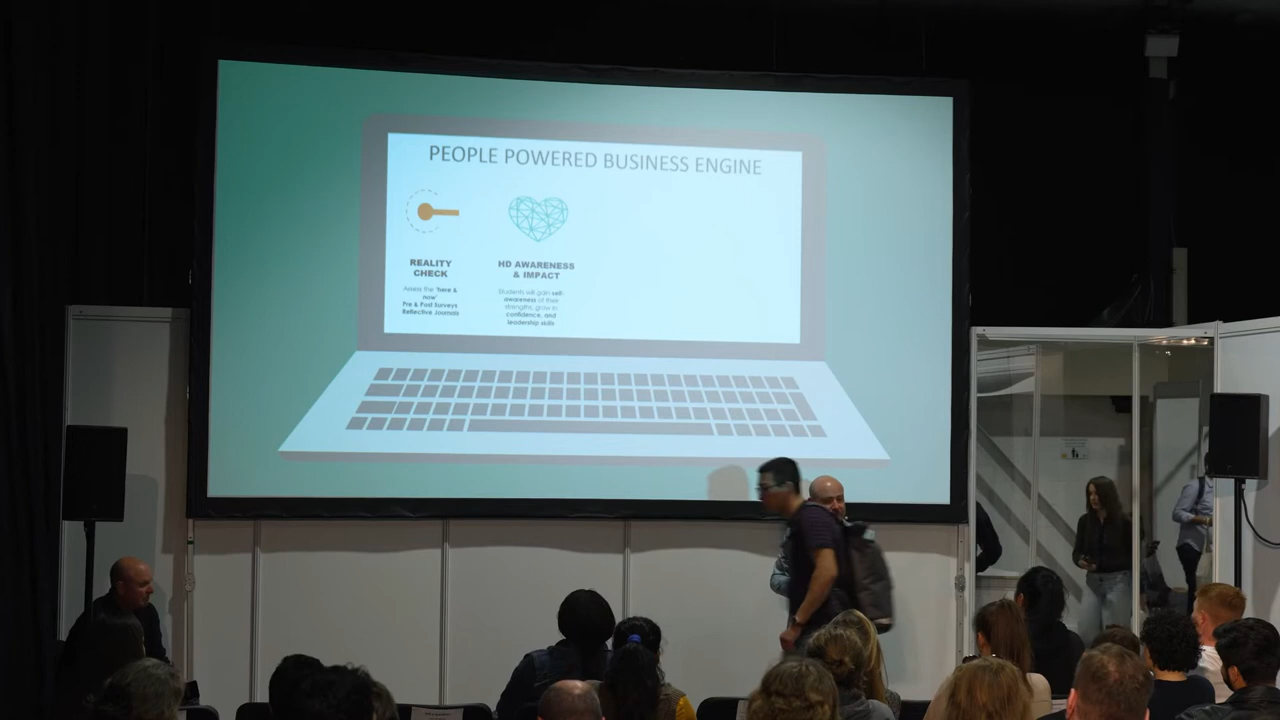 PEOPLE POWERED BUSINESS ENGINE
REALITY
CHECK
Assess the 'here &
now'
Pre & Post Surveys
Reflective Journals
HD AWARENESS
& IMPACT
Students will gain self-
awareness of their
strengths, grow in
confidence, and
leadership skills